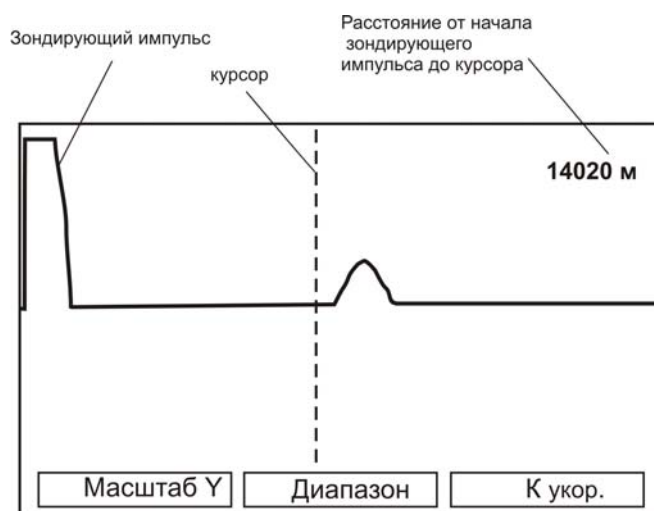 Зондирующий импульс
курсор
Расстояние от начала
зондирующего
импульса до курсора
14020 м
Масштаб Y
Диапазон
К укор.